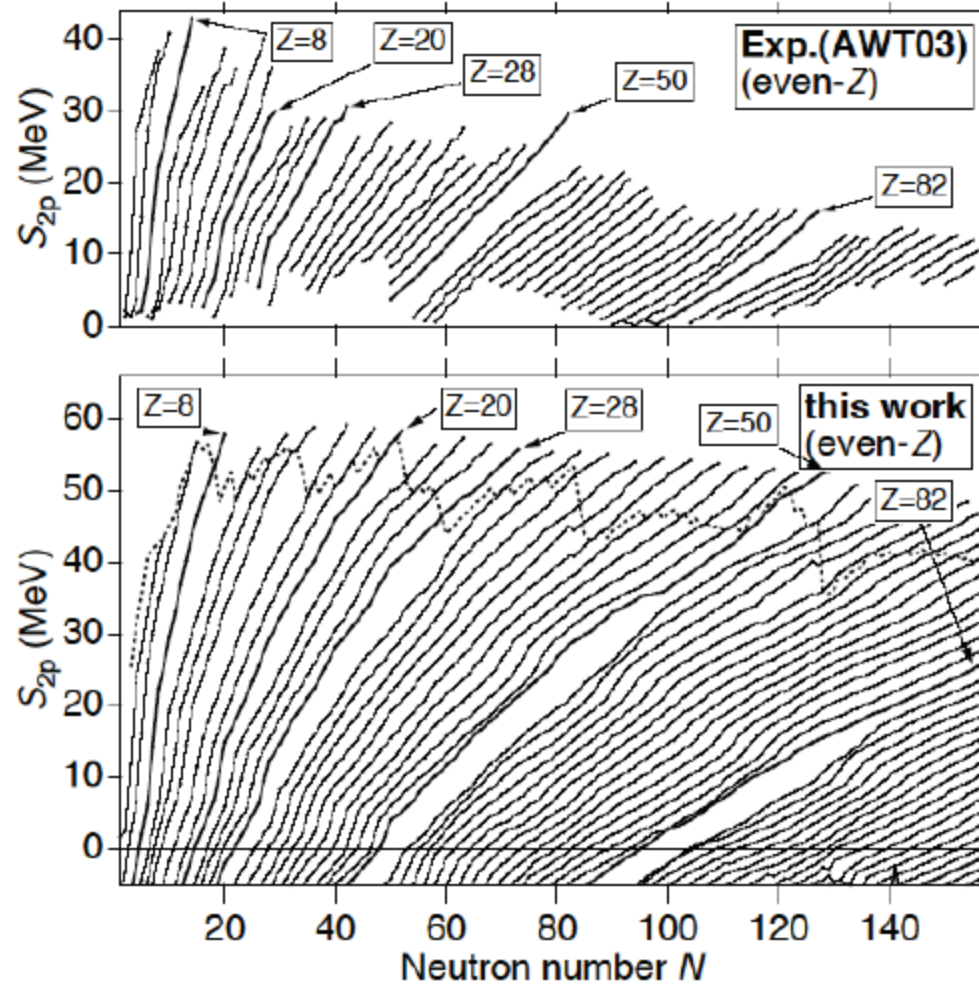 40
30
20
10
0
S2p (MeV)
Z=8
Z=20
Z=28
Z=50
Z=82
Exp.(AWT03)
(even-Z)
60
50
40
30
20
10
0
S2p (MeV)
Z=8
Z=20
Z=28
Z=50
Z=82
this work
(even-Z)
20 40 60 80 100 120 140
Neutron number N